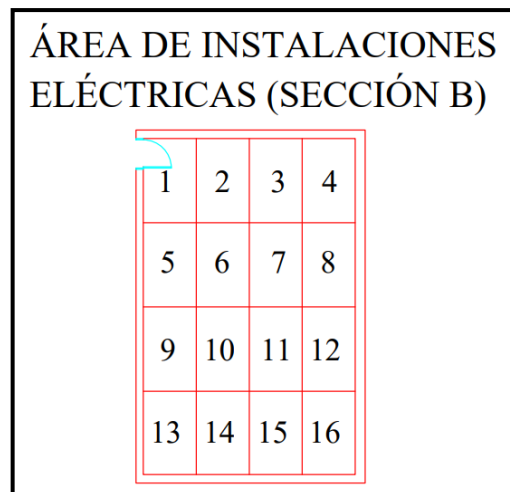 ÁREA DE INSTALACIONES
ELÉCTRICAS (SECCIÓN B)
1 2 3 4
5 6 7 8
9 10 11 12
13 14 15 16